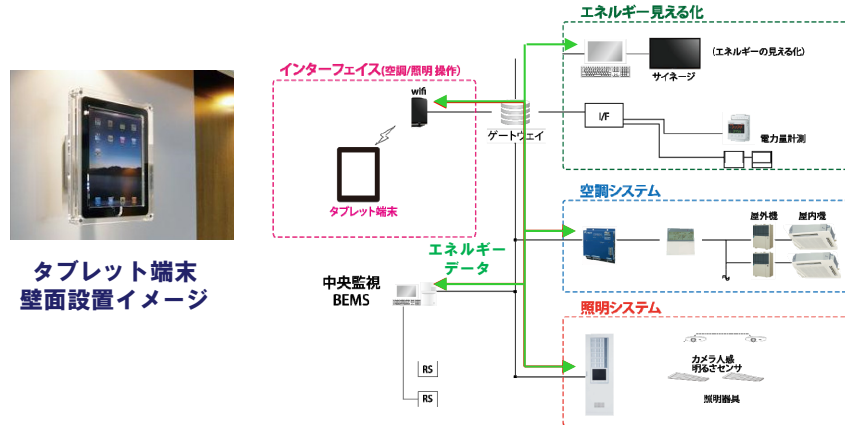 タブレット端末
壁面設置イメージ
インターフェイス(空調/照明 操作)
wifi
タブレット端末
ゲートウェイ
エネルギー
データ
中央監視
BEMS
RS
RS
エネルギー見える化
サイネージ
(エネルギーの見える化)
I/F
電力量計測
空調システム
屋外機
屋内機
照明システム
カメラ人感
明るさセンサ
照明器具